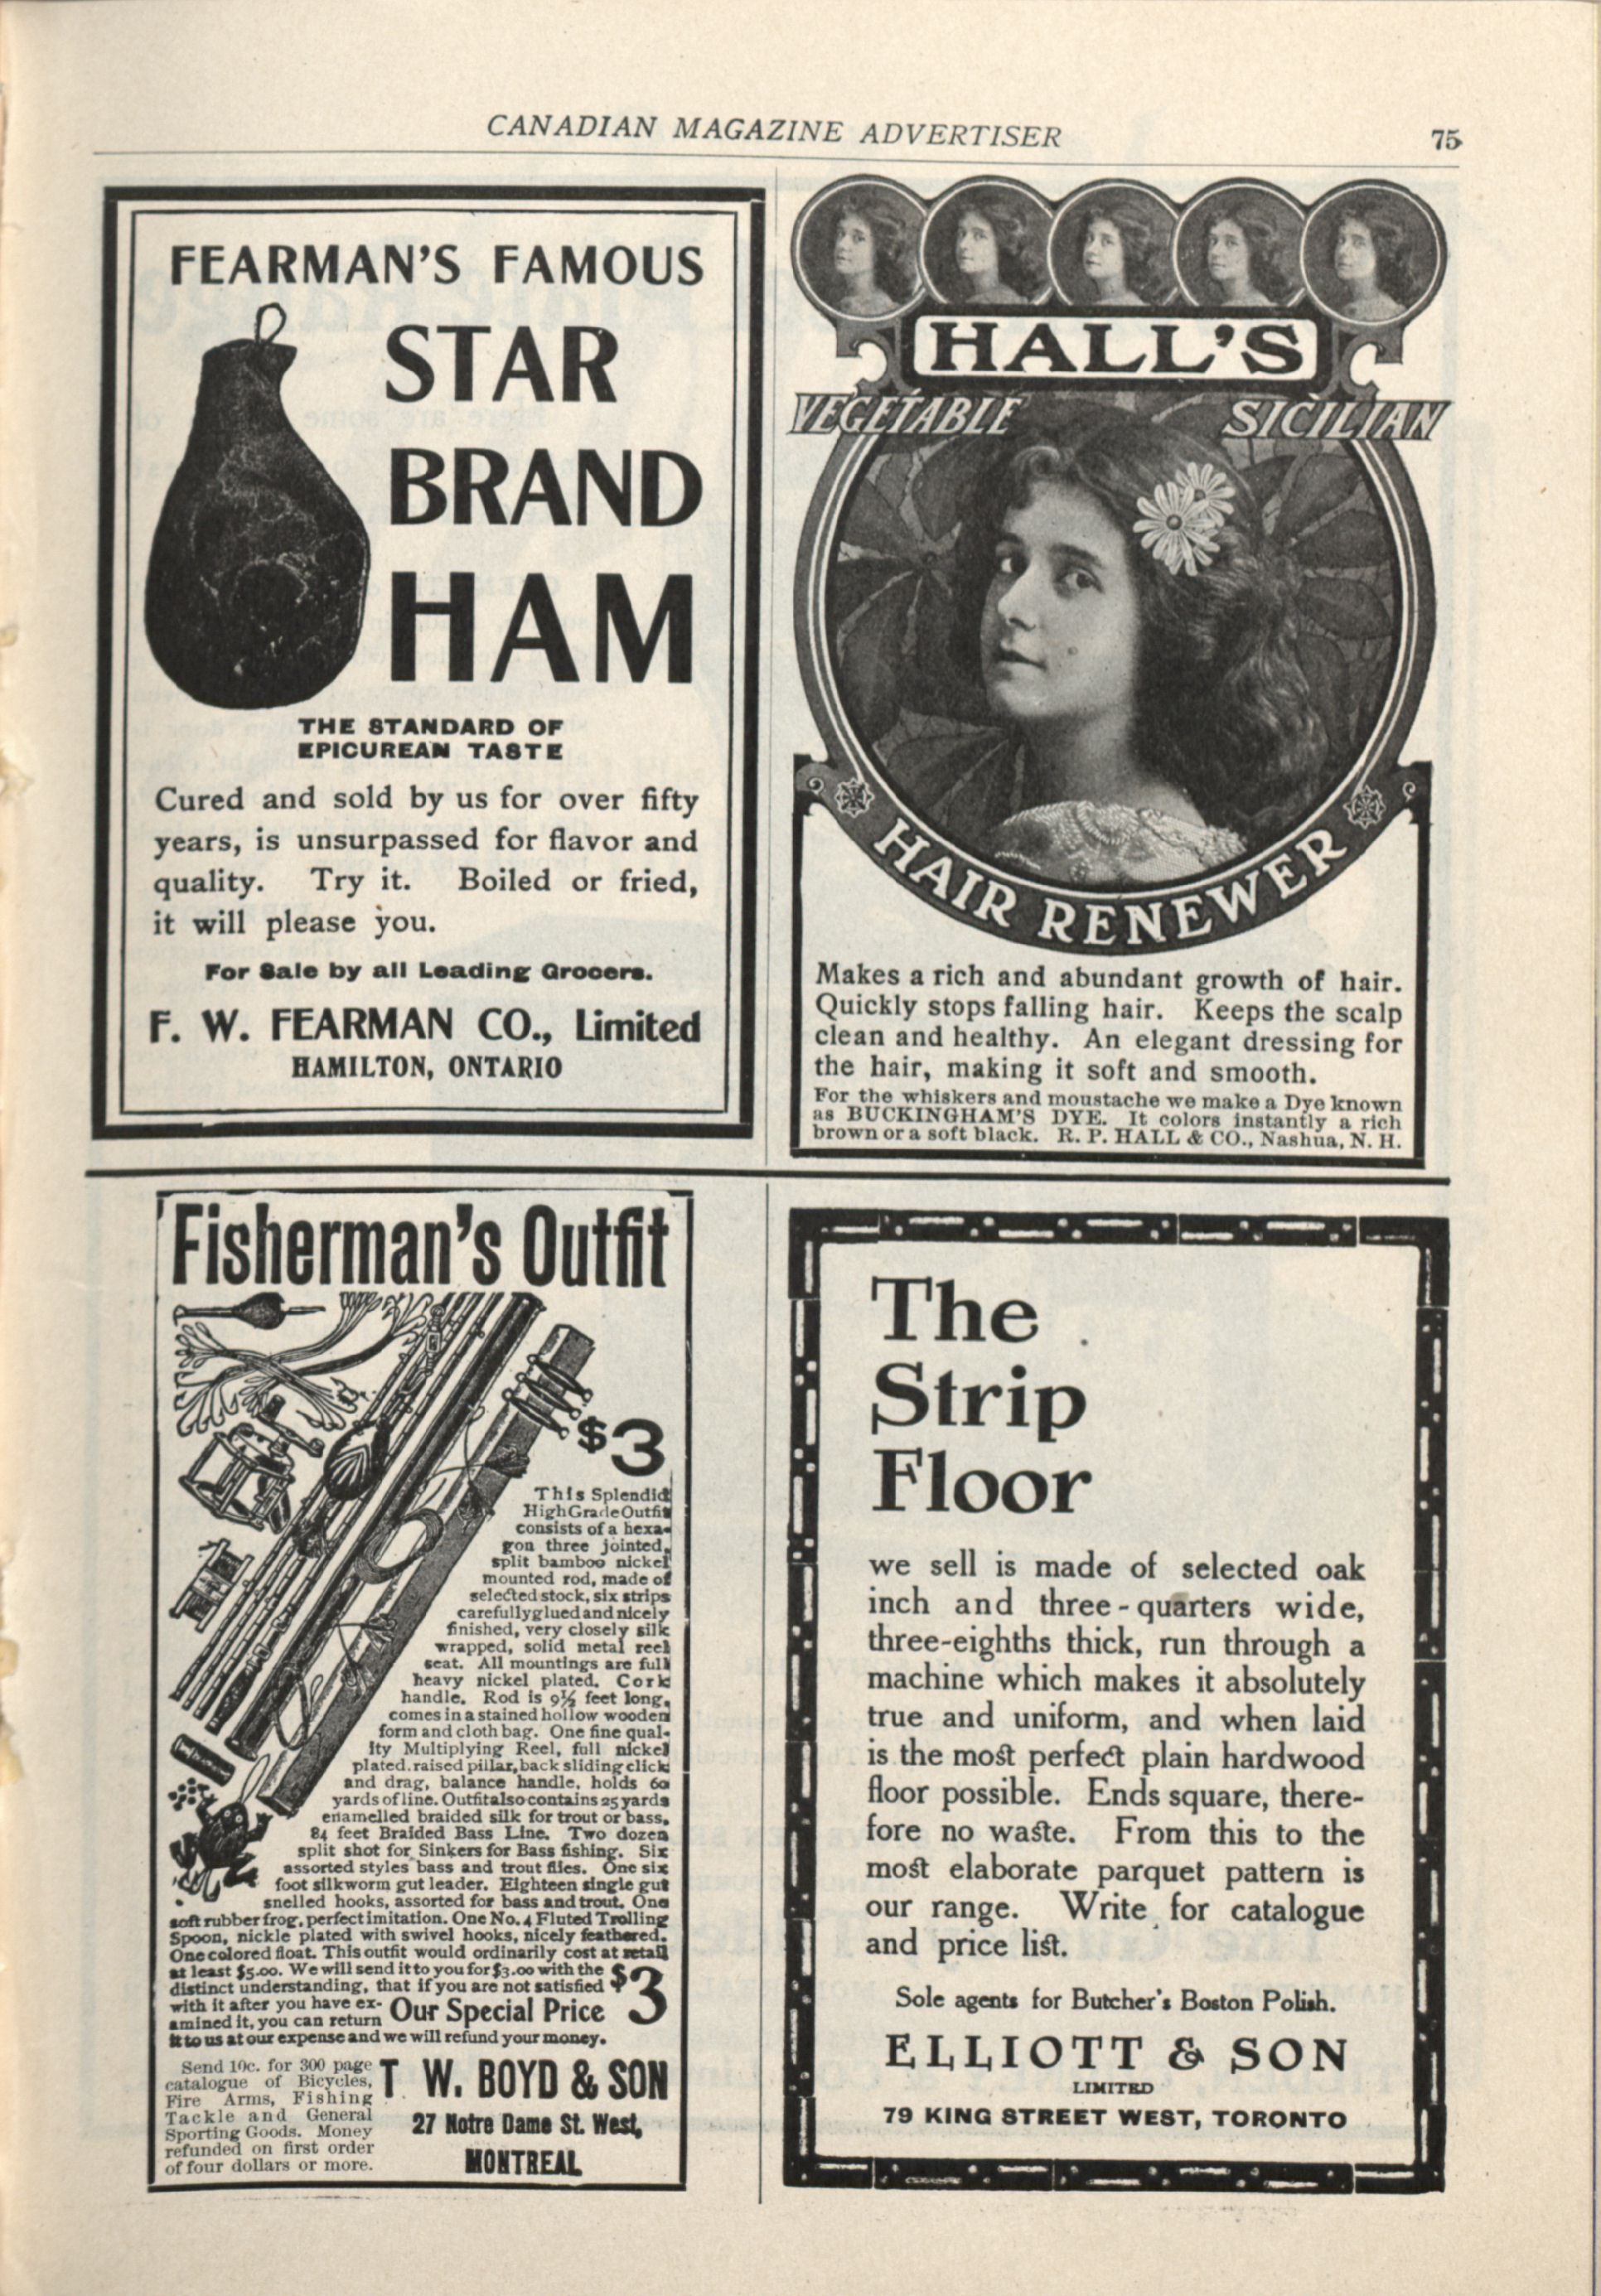 CANADIAN MAGAZINE ADVERTISER
75
FEARMAN'S FAMOUS
STAR
BRAND
HAM
THE STANDARD OF
EPICUREAN TASTE
Cured and sold by us for over fifty
years, is unsurpassed for flavor and
quality. Try it. Boiled or fried,
it will please you.
For Sale by all Leading Grocers.
F. W. FEARMAN CO., Limited
HAMILTON, ONTARIO
HALL'S
VEGETABLE SICILIAN
HAIR RENEWER
Makes a rich and abundant growth of hair.
Quickly stops falling hair. Keeps the scalp
clean and healthy. An elegant dressing for
the hair, making it soft and smooth.
For the whiskers and moustache we make a Dye known
as BUCKINGHAM'S DYE. It colors instantly a rich
brown or a soft black. R. P. HALL & CO., Nashua, N. H.
Fisherman's Outfit
$3
This Splendid
High Grade Outfit
consists of a hexa-
gon three jointed,
split bamboo nickel
mounted rod, made of
selected stock, six strips
carefully glued and nicely
finished, very closely silk
wrapped, solid metal reel
seat. All mountings are full
heavy nickel plated. Cork
handle. Rod is 9½ feet long,
comes in a stained hollow wooden
form and cloth bag. One fine qual-
ity Multiplying Reel, full nickel
plated. raised pillar, back sliding click
and drag, balance handle, holds 60
yards of line. Outfit also contains 25 yards
enamelled braided silk for trout or bass.
84 feet Braided Bass Line. Two dozen
split shot for Sinkers for Bass fishing. Six
assorted styles bass and trout flies. One six
foot silkworm gut leader. Eighteen single gut
snelled hooks, assorted for bass and trout. One
soft rubber frog, perfect imitation. One No. 4 Fluted Trolling
Spoon, nickle plated with swivel hooks, nicely feathered.
One colored float. This outfit would ordinarily cost at retail
at least $5.00. We will send it to you for $3.00 with the
distinct understanding, that if you are not satisfied
with it after you have ex-
amined it, you can return
it to us at our expense and we will refund your money.
Our Special Price $3
Send 10c. for 300 page
catalogue of Bicycles,
Fire Arms, Fishing
Tackle and General
Sporting Goods. Money
refunded on first order
of four dollars or more.
T. W. BOYD & SON
27 Notre Dame St. West,
MONTREAL
The
Strip
Floor
we sell is made of selected oak
inch and three-quarters wide,
three-eighths thick, run through a
machine which makes it absolutely
true and uniform, and when laid
is the most perfect plain hardwood
floor possible. Ends square, there-
fore no waste. From this to the
most elaborate parquet pattern is
our range. Write for catalogue
and price list.
Sole agents for Butcher's Boston Polish.
ELLIOTT & SON
LIMITED
79 KING STREET WEST, TORONTO